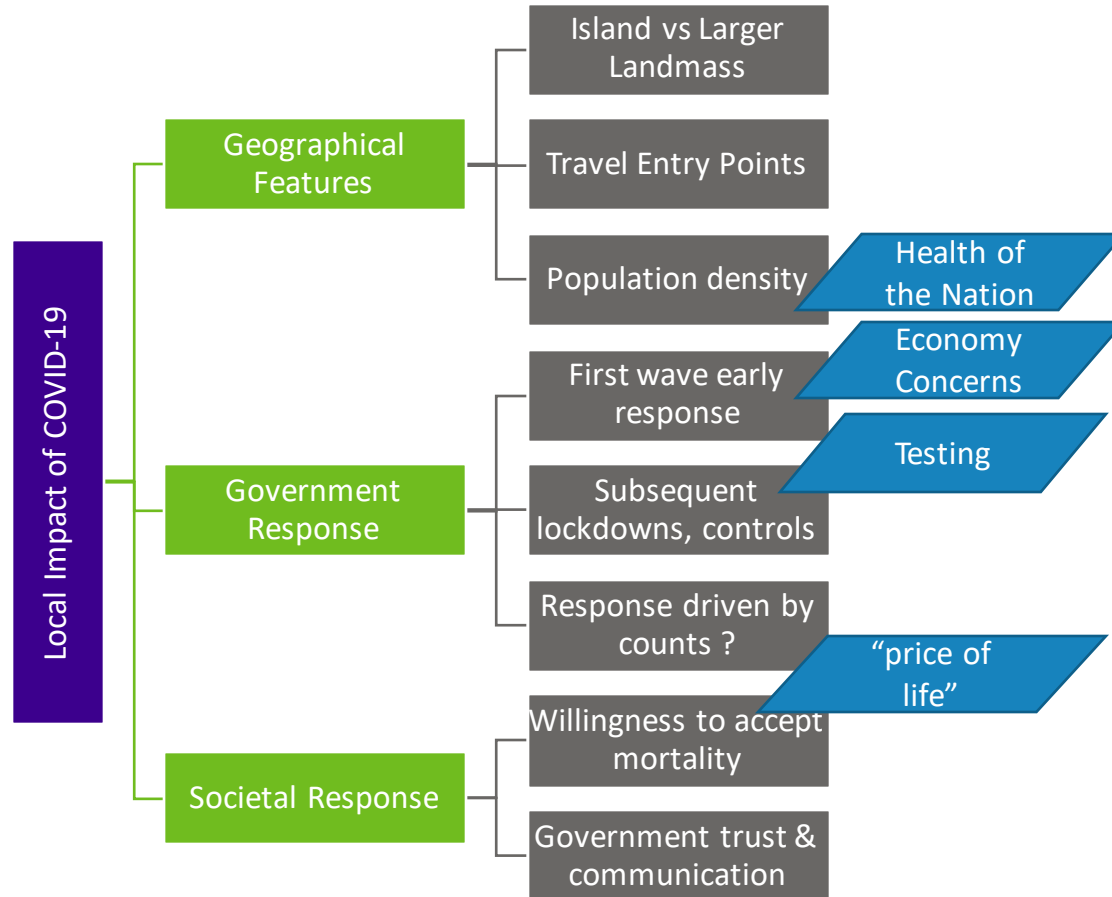 Local Impact of COVID-19
Geographical
Features
Island vs Larger
Landmass
Travel Entry Points
Population density
Government
Response
First wave early
response
Subsequent
lockdowns, controls
Response driven by
counts ?
Societal Response
Willingness to accept
mortality
Government trust &
communication
Health of
the Nation
Economy
Concerns
Testing
“price of
life”